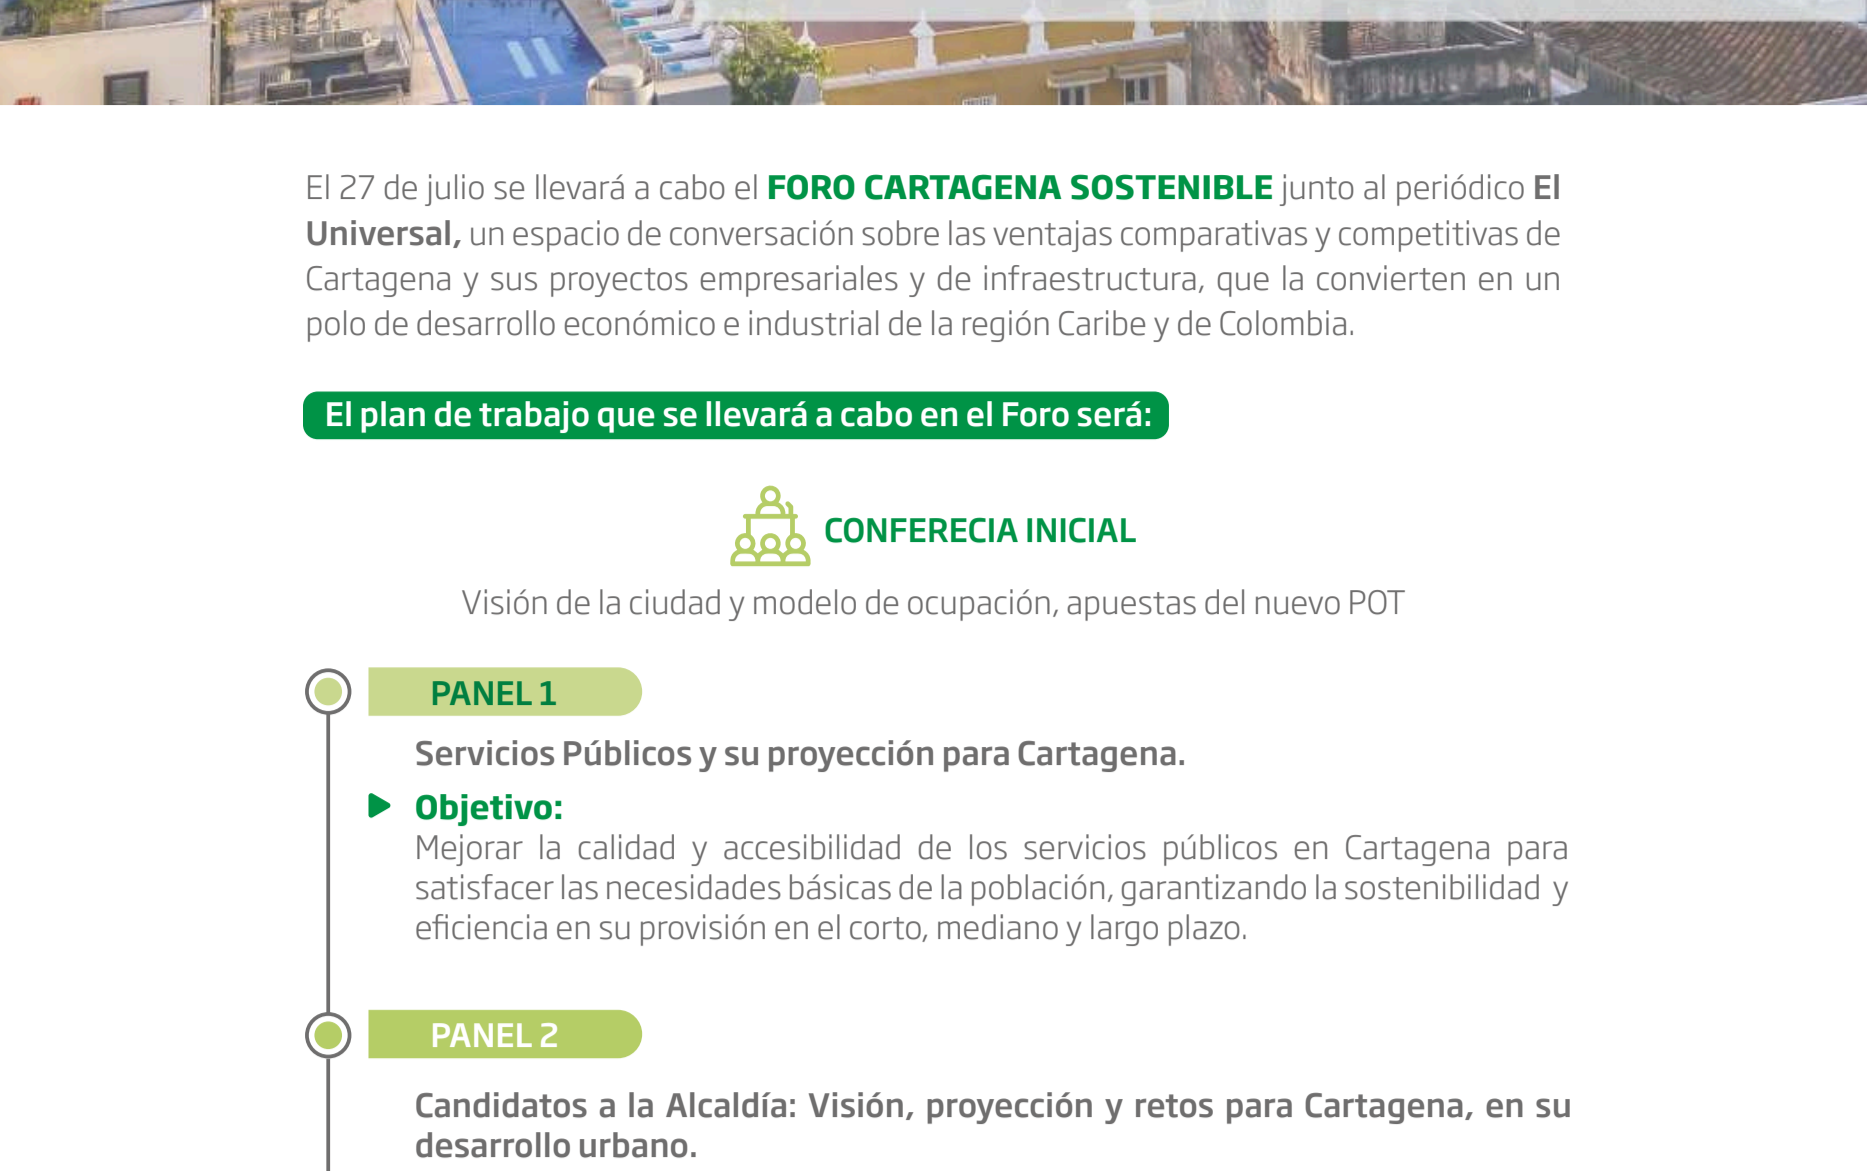 El 27 de julio se llevará a cabo el FORO CARTAGENA SOSTENIBLE junto al periódico El
Universal, un espacio de conversación sobre las ventajas comparativas y competitivas de
Cartagena y sus proyectos empresariales y de infraestructura, que la convierten en un
polo de desarrollo económico e industrial de la región Caribe y de Colombia.
El plan de trabajo que se llevará a cabo en el Foro será:
CONFERECIA INICIAL
Visión de la ciudad y modelo de ocupación, apuestas del nuevo POT
PANEL 1
Servicios Públicos y su proyección para Cartagena.
Objetivo:
Mejorar la calidad y accesibilidad de los servicios públicos en Cartagena para
satisfacer las necesidades básicas de la población, garantizando la sostenibilidad y
eficiencia en su provisión en el corto, mediano y largo plazo.
PANEL 2
Candidatos a la Alcaldía: Visión, proyección y retos para Cartagena, en su
desarrollo urbano.